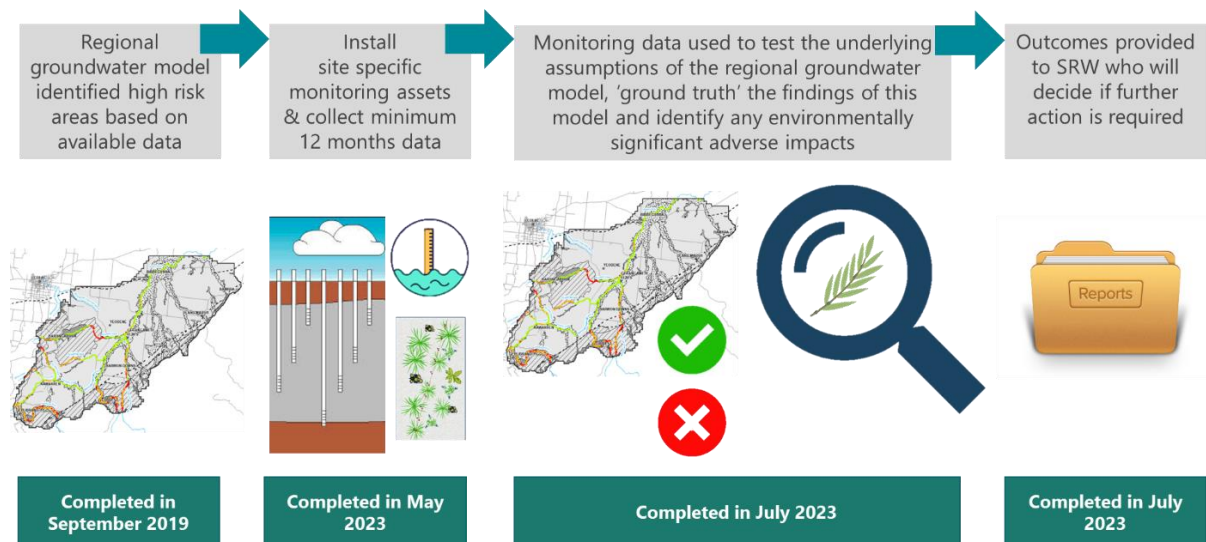 Regional
groundwater model
identified high risk
areas based on
available data
Install
site specific
monitoring assets
& collect minimum
12 months data
Monitoring data used to test the underlying
assumptions of the regional groundwater
model, ‘ground truth’ the findings of this
model and identify any environmentally
significant adverse impacts
Outcomes provided
to SRW who will
decide if further
action is required
Reports
Completed in
September 2019
Completed in May
2023
Completed in July 2023
Completed in July
2023